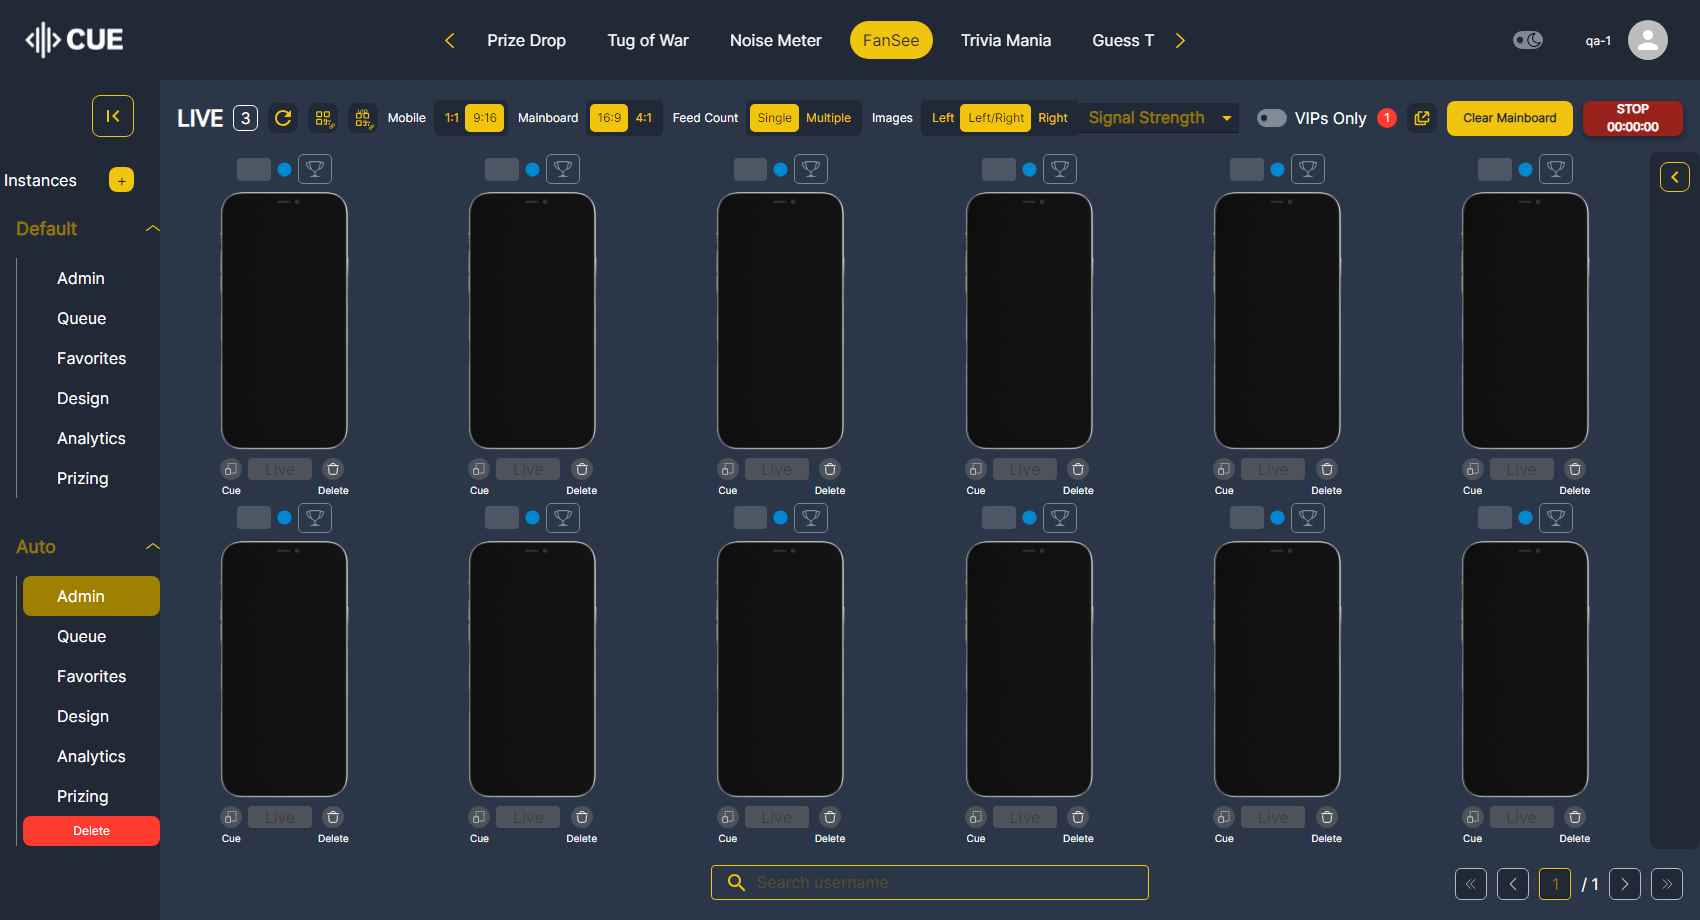 CUE
Prize Drop Tug of War Noise Meter FanSee Trivia Mania Guess T
qa-1
LIVE 3 Mobile 1:1 9:16 Mainboard 16:9 4:1 Feed Count Single Multiple Images Left Left/Right Right Signal Strength VIPs Only 1 Clear Mainboard STOP
00:00:00
Instances +
Default
Admin
Queue
Favorites
Design
Analytics
Prizing
Auto
Admin
Queue
Favorites
Design
Analytics
Prizing
Delete
Live Live Live Live Live Live
Cue Delete Cue Delete Cue Delete Cue Delete Cue Delete Cue Delete
Live Live Live Live Live Live
Cue Delete Cue Delete Cue Delete Cue Delete Cue Delete Cue Delete
Search username
1 / 1